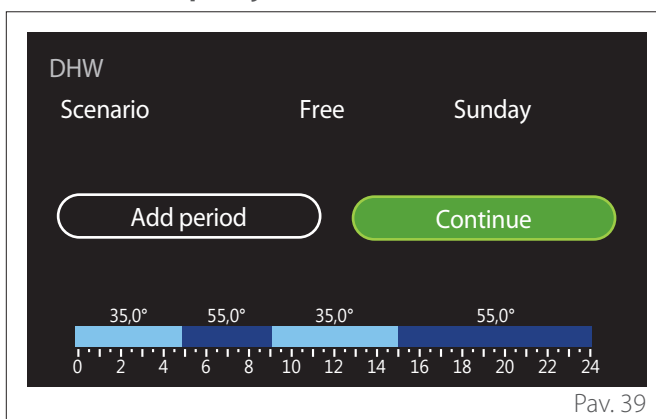 DHW
Scenario Free Sunday
Add period Continue
35,0° 55,0° 35,0° 55,0°
0 2 4 6 8 10 12 14 16 18 20 22 24
Pav. 39